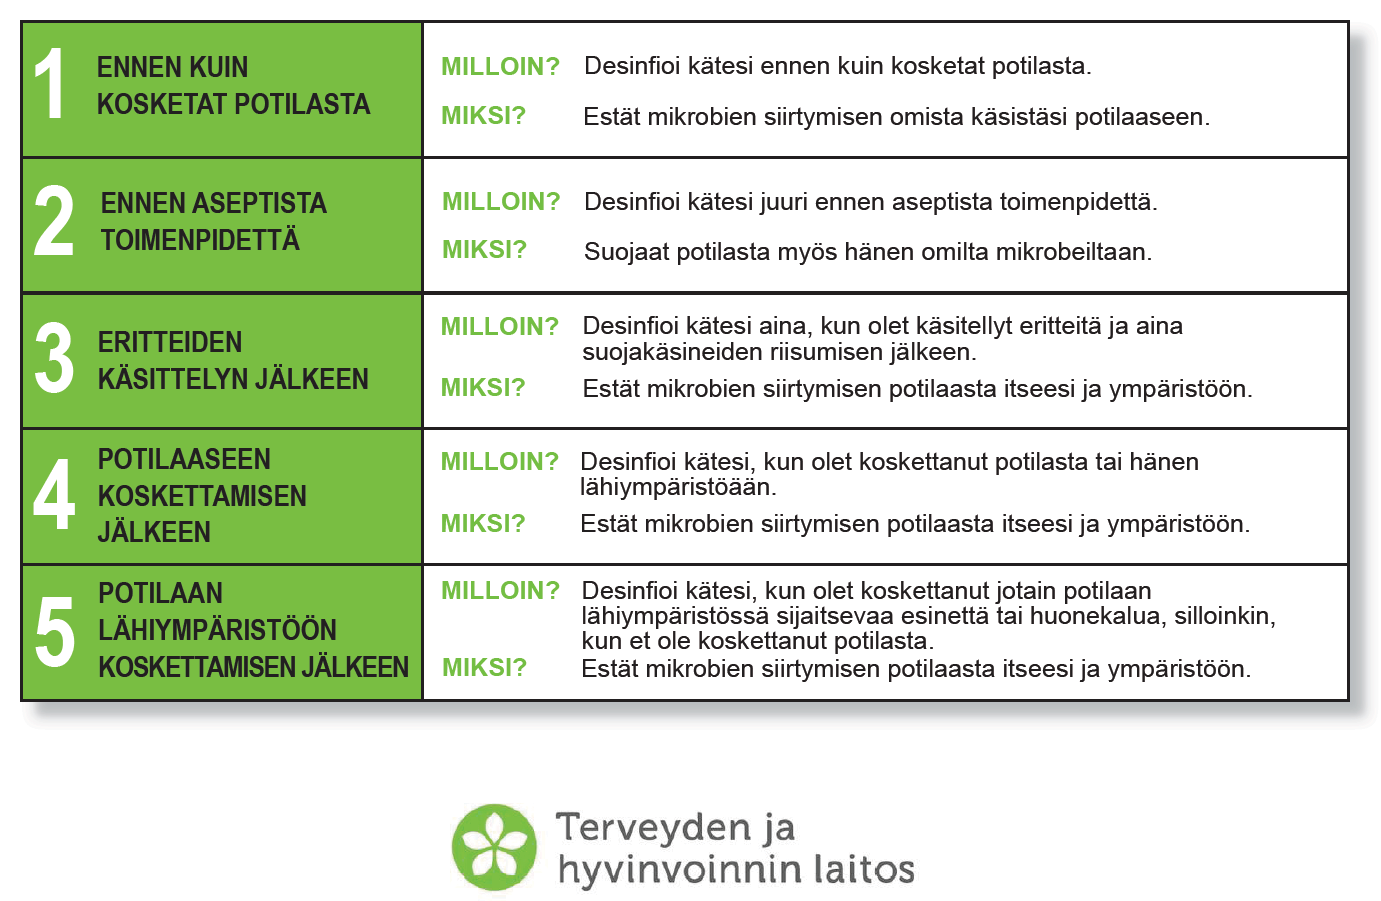 1
ENNEN KUIN
KOSKETAT POTILASTA
MILLOIN? Desinfioi kätesi ennen kuin kosketat potilasta.
MIKSI? Estät mikrobien siirtymisen omista käsistäsi potilaaseen.
2
ENNEN ASEPTISTA
TOIMENPIDETTÄ
MILLOIN? Desinfioi kätesi juuri ennen aseptista toimenpidettä.
MIKSI? Suojaat potilasta myös hänen omilta mikrobeiltaan.
3
ERITTEIDEN
KÄSITTELYN JÄLKEEN
MILLOIN? Desinfioi kätesi aina, kun olet käsitellyt eritteitä ja aina
suojakäsineiden riisumisen jälkeen.
MIKSI? Estät mikrobien siirtymisen potilaasta itseesi ja ympäristöön.
4
POTILAASEEN
KOSKETTAMISEN
JÄLKEEN
MILLOIN? Desinfioi kätesi, kun olet koskettanut potilasta tai hänen
lähiympäristöään.
MIKSI? Estät mikrobien siirtymisen potilaasta itseesi ja ympäristöön.
5
POTILAAN
LÄHIYMPÄRISTÖÖN
KOSKETTAMISEN JÄLKEEN
MILLOIN? Desinfioi kätesi, kun olet koskettanut jotain potilaan
lähiympäristössä sijaitsevaa esinettä tai huonekalua, silloinkin,
kun et ole koskettanut potilasta.
MIKSI? Estät mikrobien siirtymisen potilaasta itseesi ja ympäristöön.
Terveyden ja
hyvinvoinnin laitos